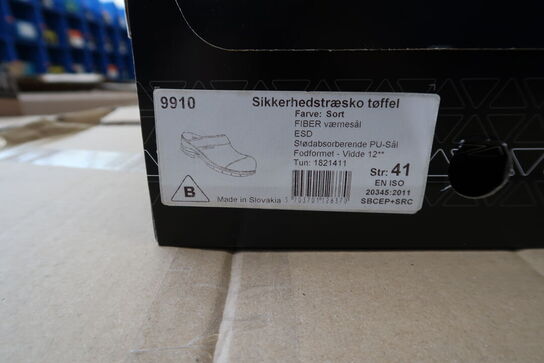 9910
Sikkerhedstræsko tøffel
Farve: Sort
FIBER værnesål
ESD
Stødabsorberende PU-Sål
Fodformet - Vidde 12**
Tun: 1821411
Str: 41
EN ISO
20345:2011
SBCEP+SRC
B
Made in Slovakia